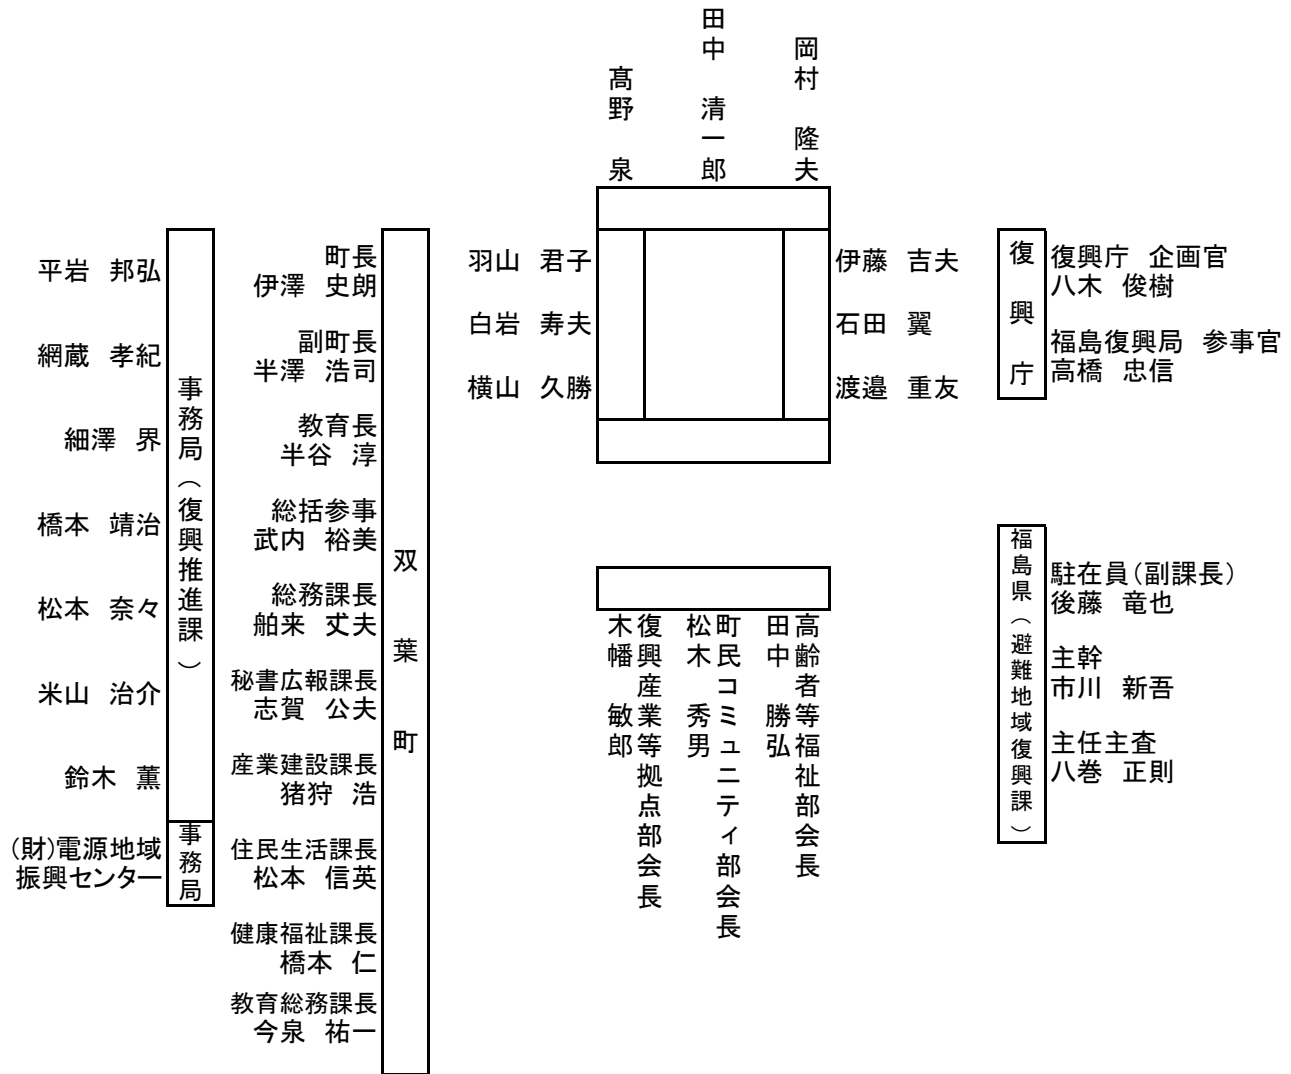 髙野 泉
田中 清一郎
岡村 隆夫
羽山 君子
白岩 寿夫
横山 久勝
伊藤 吉夫
石田 翼
渡邉 重友
平岩 邦弘
網蔵 孝紀
細澤 界
橋本 靖治
松本 奈々
米山 治介
鈴木 薫
事務局（復興推進課）
(財)電源地域
振興センター
事務局
町長
伊澤 史朗
副町長
半澤 浩司
教育長
半谷 淳
総括参事
武内 裕美
総務課長
舶来 丈夫
秘書広報課長
志賀 公夫
産業建設課長
猪狩 浩
住民生活課長
松本 信英
健康福祉課長
橋本 仁
教育総務課長
今泉 祐一
双葉町
復興産業等拠点部会長
木幡 敏郎
町民コミュニティ部会長
松木 秀男
高齢者等福祉部会長
田中 勝弘
復興庁
復興庁 企画官
八木 俊樹
福島復興局 参事官
高橋 忠信
福島県（避難地域復興課）
駐在員(副課長)
後藤 竜也
主幹
市川 新吾
主任主査
八巻 正則